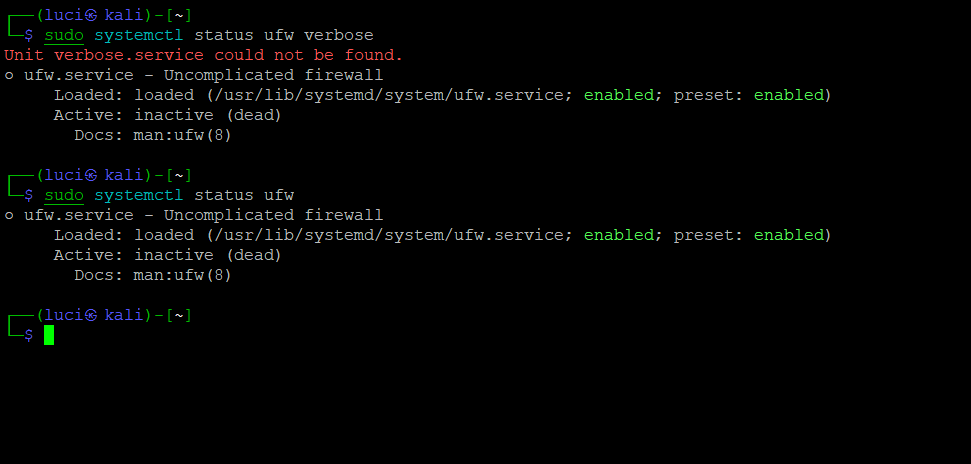 ┌──(luci㉿ kali)-[~]
└─$ sudo systemctl status ufw verbose
Unit verbose.service could not be found.
○ ufw.service - Uncomplicated firewall
     Loaded: loaded (/usr/lib/systemd/system/ufw.service; enabled; preset: enabled)
     Active: inactive (dead)
       Docs: man:ufw(8)

┌──(luci㉿ kali)-[~]
└─$ sudo systemctl status ufw
○ ufw.service - Uncomplicated firewall
     Loaded: loaded (/usr/lib/systemd/system/ufw.service; enabled; preset: enabled)
     Active: inactive (dead)
       Docs: man:ufw(8)

┌──(luci㉿ kali)-[~]
└─$